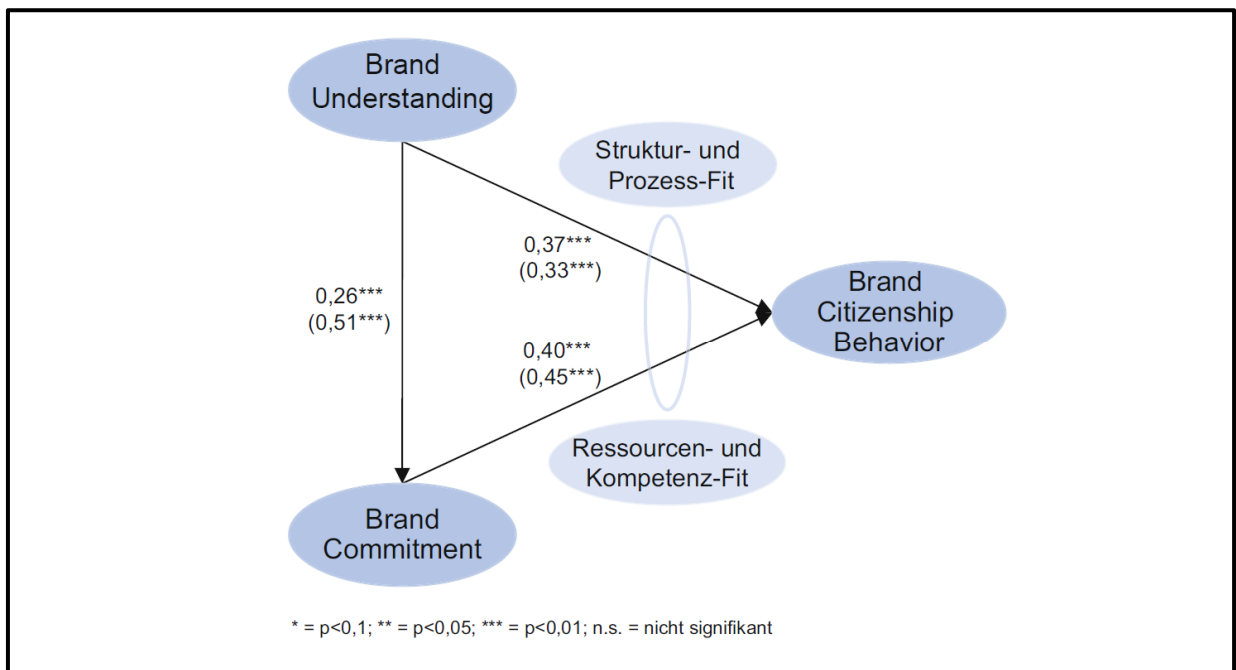 Brand
Understanding
Struktur- und
Prozess-Fit
0,37***
(0,33***)
0,26***
(0,51***)
Brand
Citizenship
Behavior
0,40***
(0,45***)
Ressourcen- und
Kompetenz-Fit
Brand
Commitment
* = p<0,1; ** = p<0,05; *** = p<0,01; n.s. = nicht signifikant